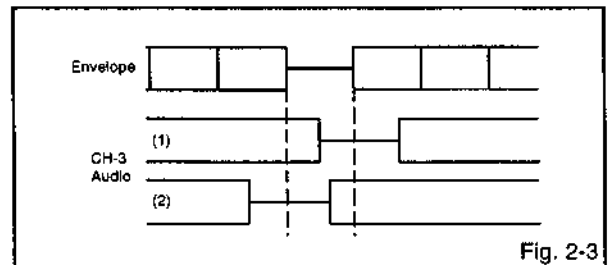 Envelope
(1)
CH-3
Audio
(2)
Fig. 2-3